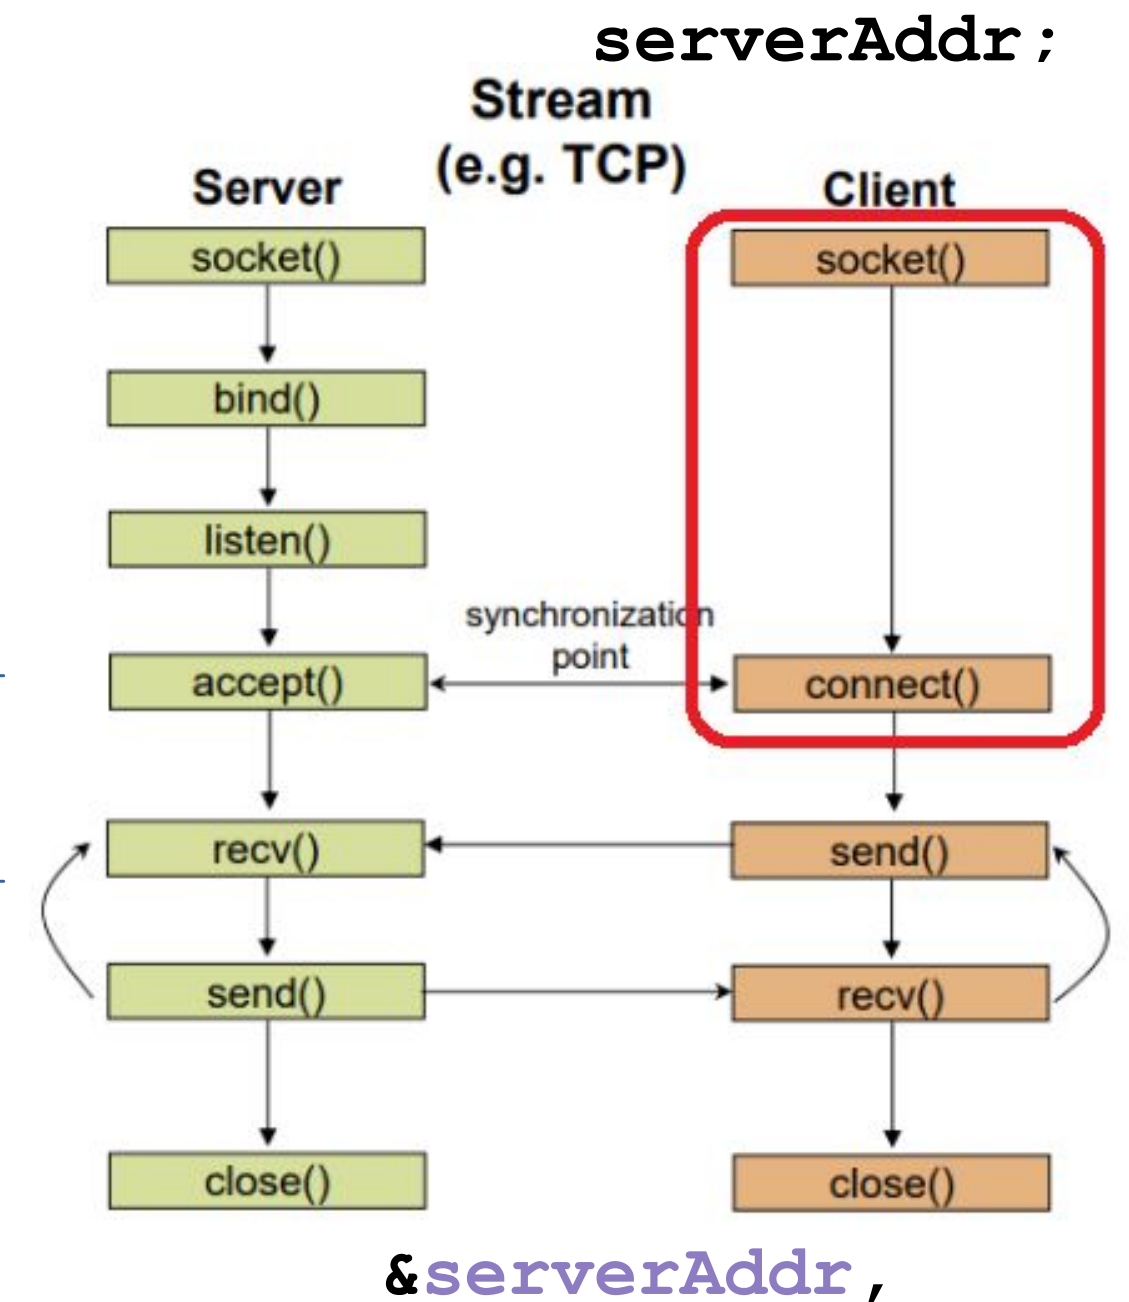 serverAddr;
Stream
(e.g. TCP)
Server
Client
socket()
socket()
bind()
listen()
synchronization
point
accept()
connect()
recv()
send()
send()
recv()
close()
close()
&serverAddr,